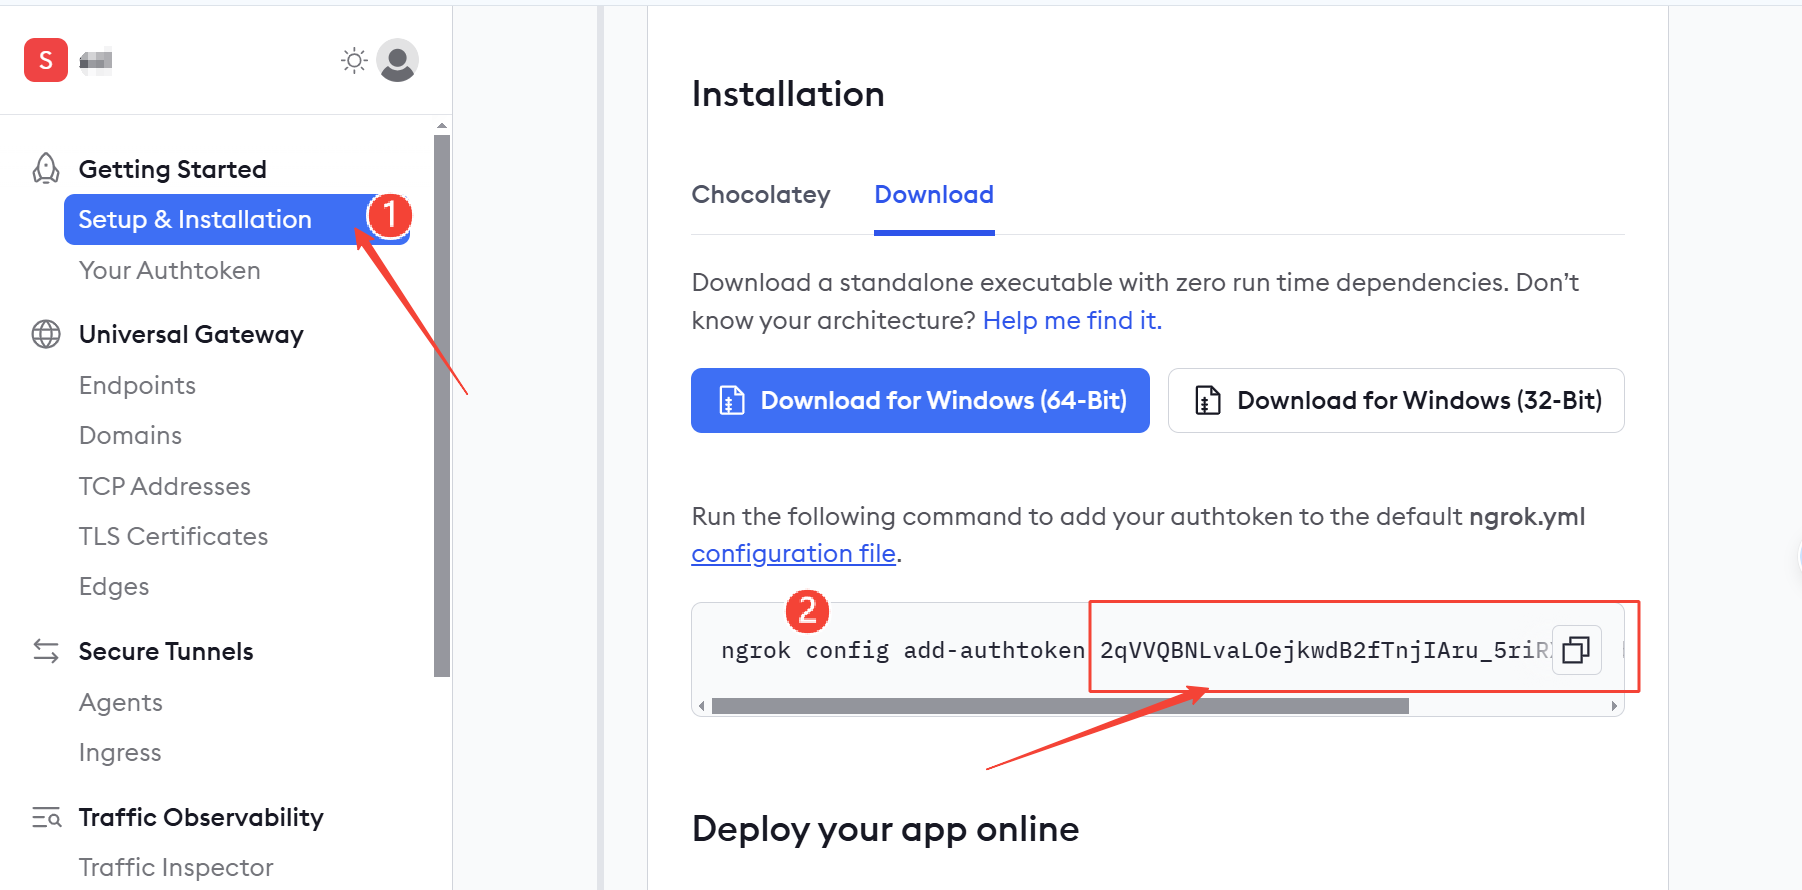 S
Getting Started
Setup & Installation
1
Your Authtoken
Universal Gateway
Endpoints
Domains
TCP Addresses
TLS Certificates
Edges
Secure Tunnels
Agents
Ingress
Traffic Observability
Traffic Inspector
Installation
Chocolatey
Download
Download a standalone executable with zero run time dependencies. Don’t
know your architecture? Help me find it.
Download for Windows (64-Bit)
Download for Windows (32-Bit)
Run the following command to add your authtoken to the default ngrok.yml
configuration file.
2
ngrok config add-authtoken 2qVVQBNLvaLOejkwdB2fTnjIAru_5riR
Deploy your app online